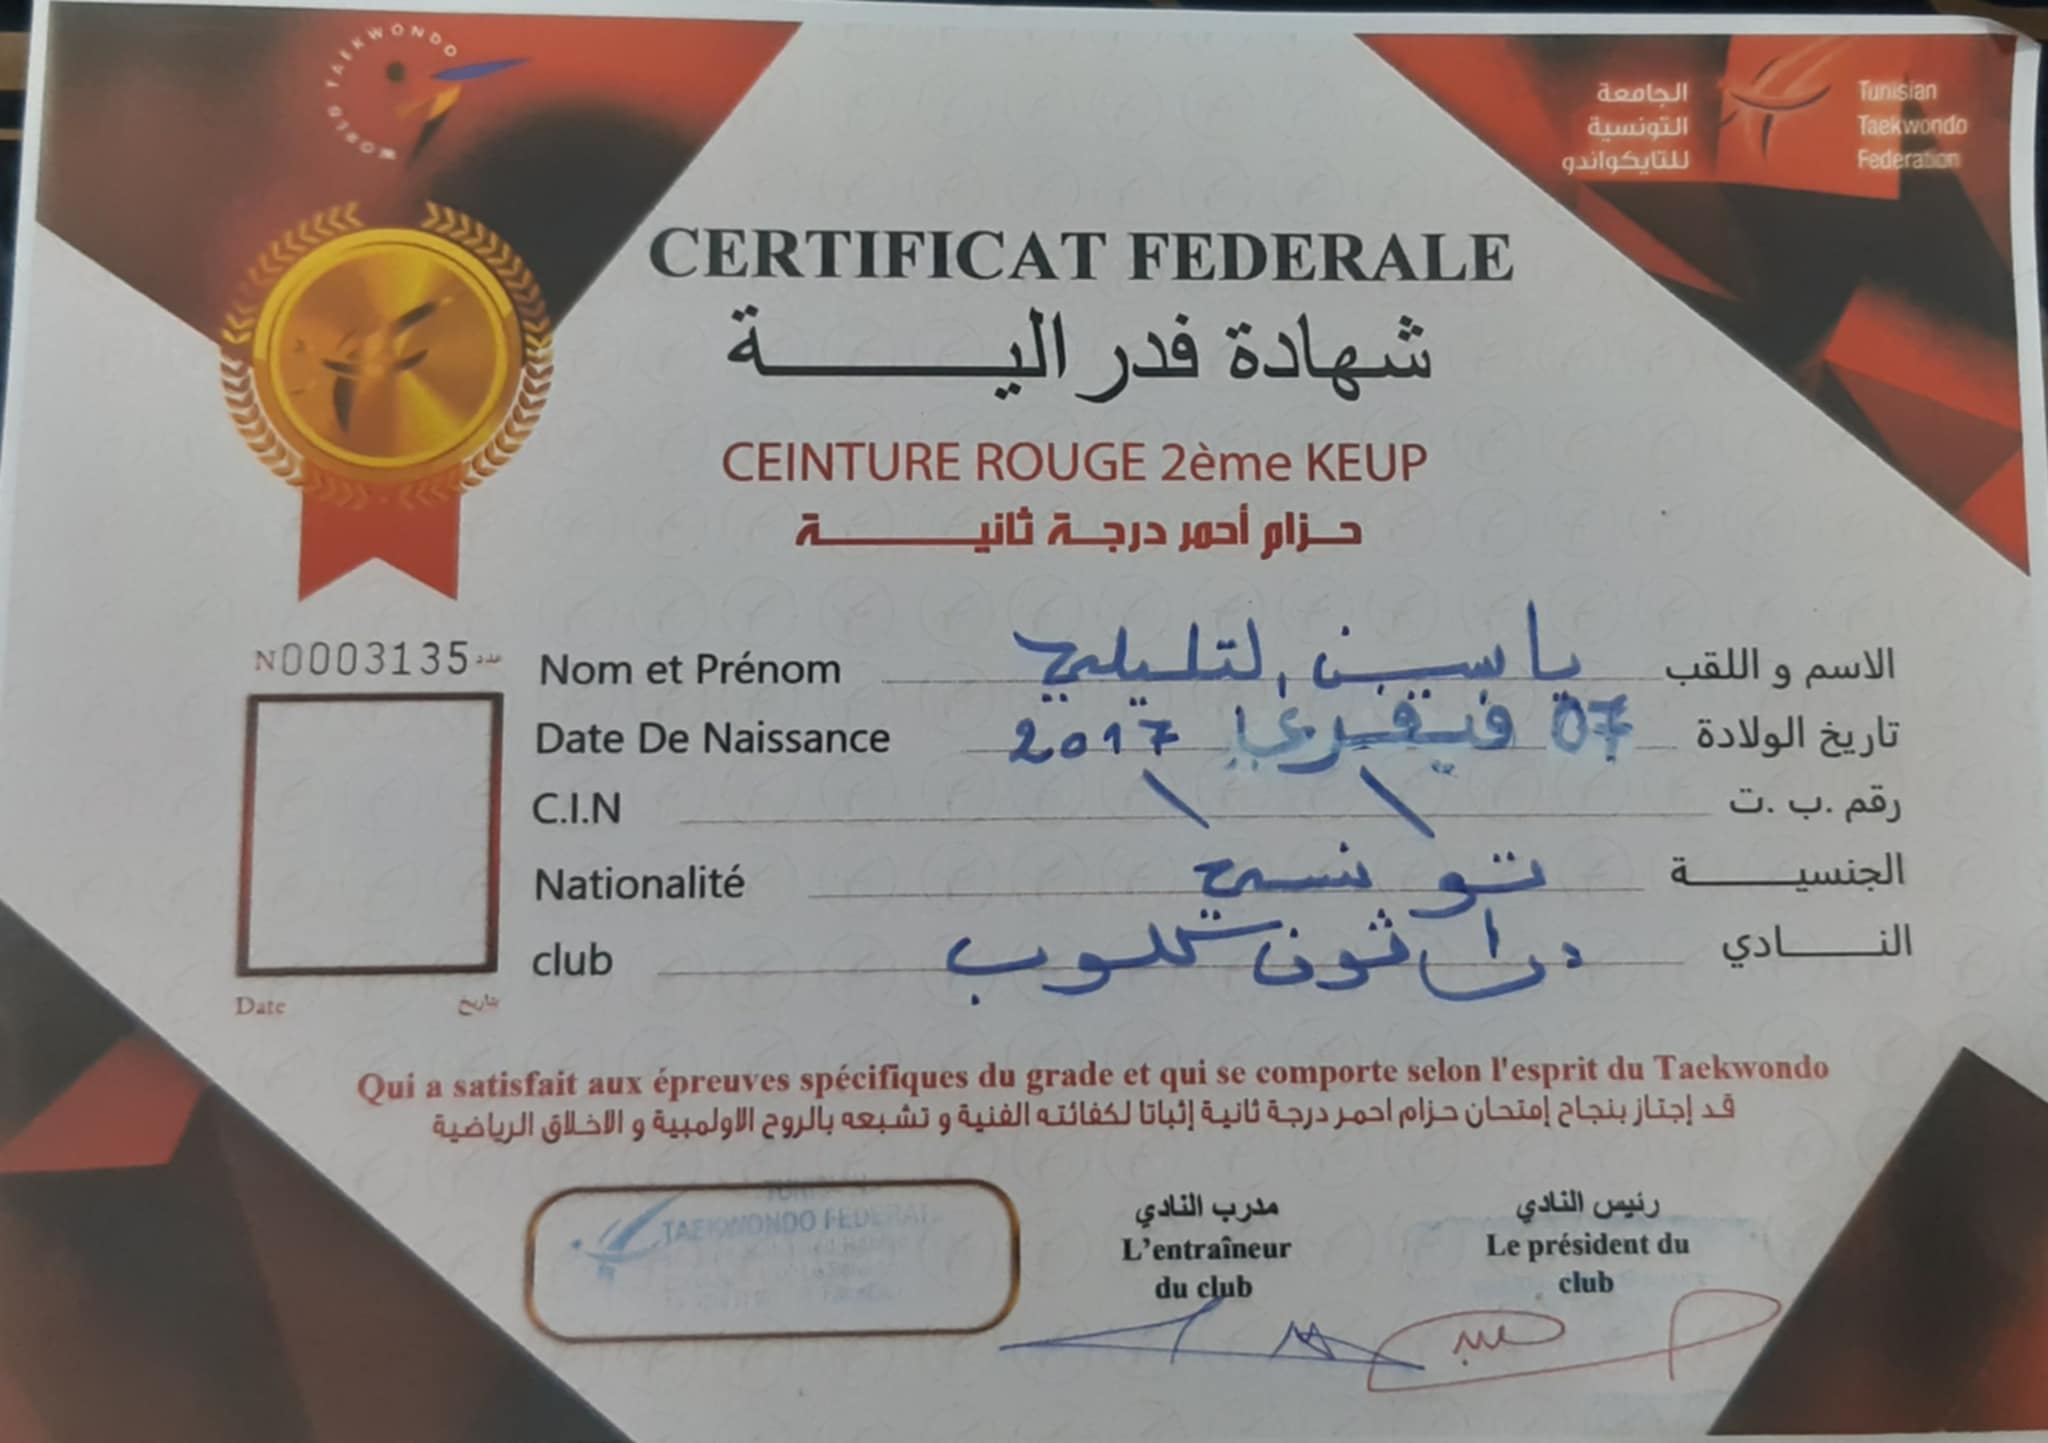 WORLD TAEKWONDO
الجامعة
التونسية
للتايكواندو
Tunisian
Taekwondo
Federation
CERTIFICAT FEDERALE
شهادة فدرالية
CEINTURE ROUGE 2ème KEUP
حزام أحمر درجة ثانية
N0003135 عدد
Nom et Prénom ياسين التليلي الاسم و اللقب
Date De Naissance 07 فيفري 2017 تاريخ الولادة
C.I.N \ \ رقم .ب .ت
Nationalité تونسي الجنسية
club كلوب النادي
Date بتاريخ
Qui a satisfait aux épreuves spécifiques du grade et qui se comporte selon l'esprit du Taekwondo
قد إجتاز بنجاح إمتحان حزام احمر درجة ثانية إثباتا لكفائته الفنية و تشبعه بالروح الاولمبية و الاخلاق الرياضية
TAEKWONDO FEDERATION
مدرب النادي
L'entraîneur
du club
رئيس النادي
Le président du
club